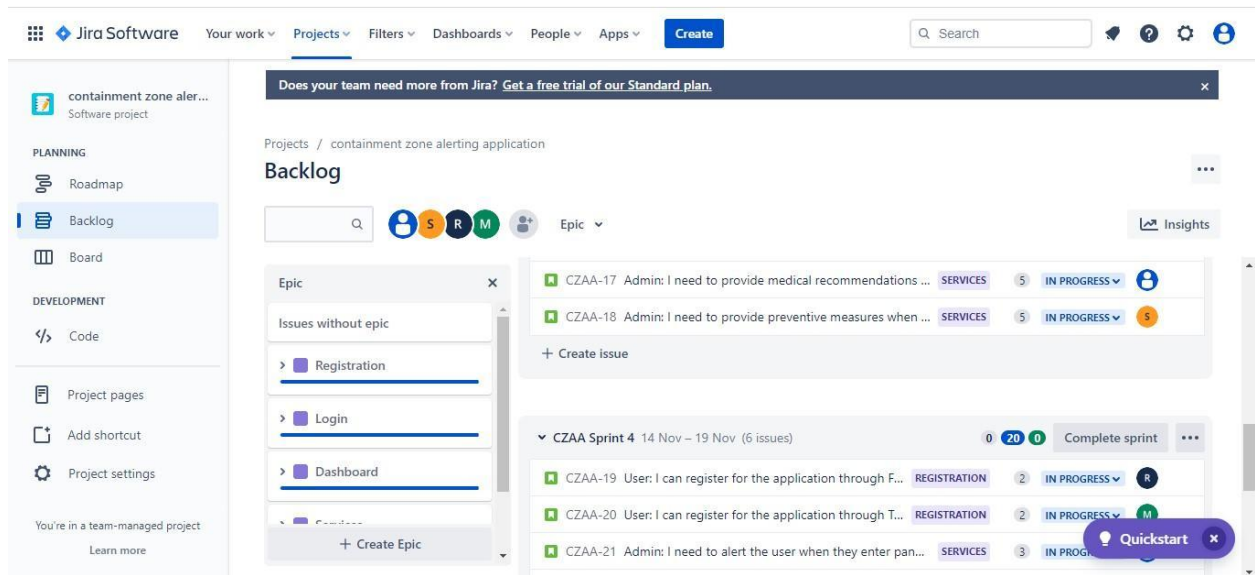 Jira Software Your work Projects Filters Dashboards People Apps Create Search
containment zone aler...
Software project
PLANNING
Roadmap
Backlog
Board
DEVELOPMENT
Code
Project pages
Add shortcut
Project settings
You're in a team-managed project
Learn more
Does your team need more from Jira? Get a free trial of our Standard plan.
Projects / containment zone alerting application
Backlog
S R M Epic Insights
Epic
Issues without epic
Registration
Login
Dashboard
+ Create Epic
CZAA-17 Admin: I need to provide medical recommendations ... SERVICES 5 IN PROGRESS
CZAA-18 Admin: I need to provide preventive measures when ... SERVICES 5 IN PROGRESS S
+ Create issue
CZAA Sprint 4 14 Nov – 19 Nov (6 issues) 0 20 0 Complete sprint
CZAA-19 User: I can register for the application through F... REGISTRATION 2 IN PROGRESS R
CZAA-20 User: I can register for the application through T... REGISTRATION 2 IN PROGRESS M
CZAA-21 Admin: I need to alert the user when they enter pan... SERVICES 3 IN PROG
Quickstart